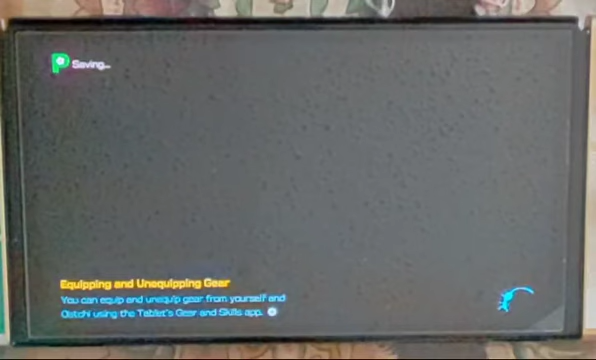 P Saving...
Equipping and Unequipping Gear
You can equip and unequip gear from yourself and
Oatchi using the Tablet's Gear and Skills app.